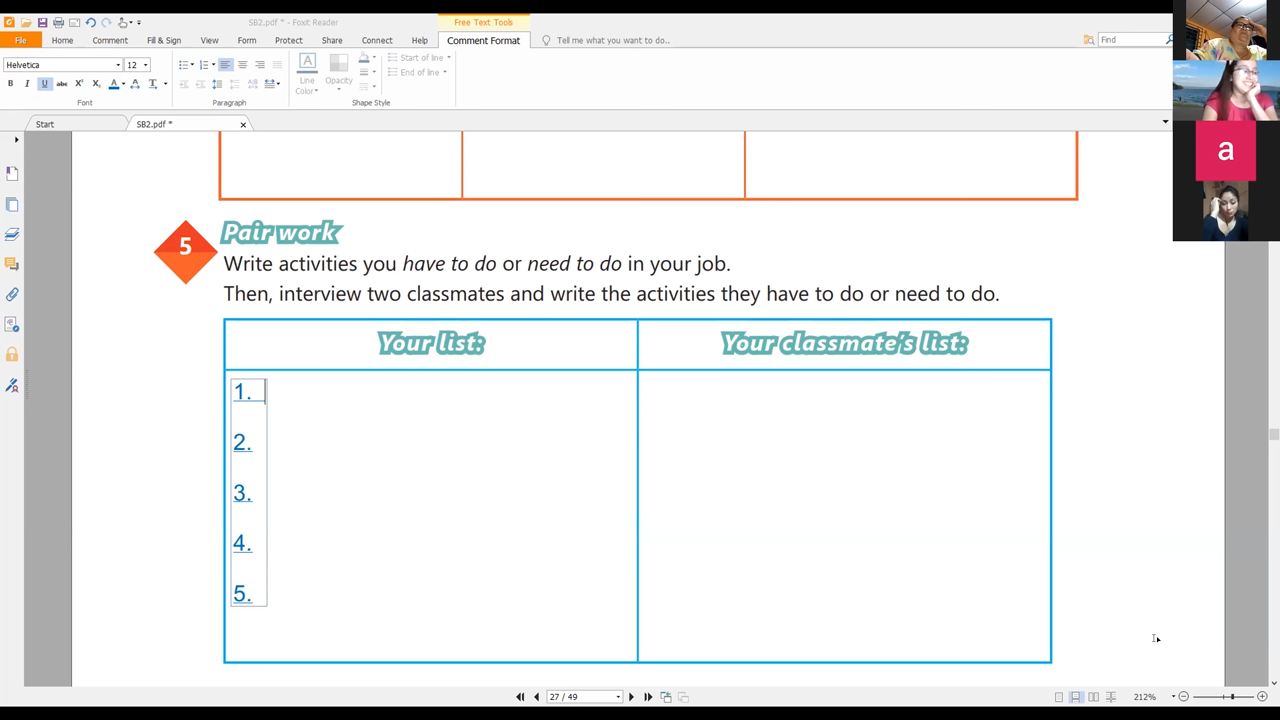 SB2.pdf * - Foxit Reader
Free Text Tools
File Home Comment Fill & Sign View Form Protect Share Connect Help Comment Format Tell me what you want to do.. Find
Helvetica 12
Line Color
Opacity
Start of line
End of line
Font Paragraph Shape Style
Start SB2.pdf *
a
5 Pair work
Write activities you have to do or need to do in your job.
Then, interview two classmates and write the activities they have to do or need to do.
Your list: Your classmate's list:
1.
2.
3.
4.
5.
27 / 49
212%